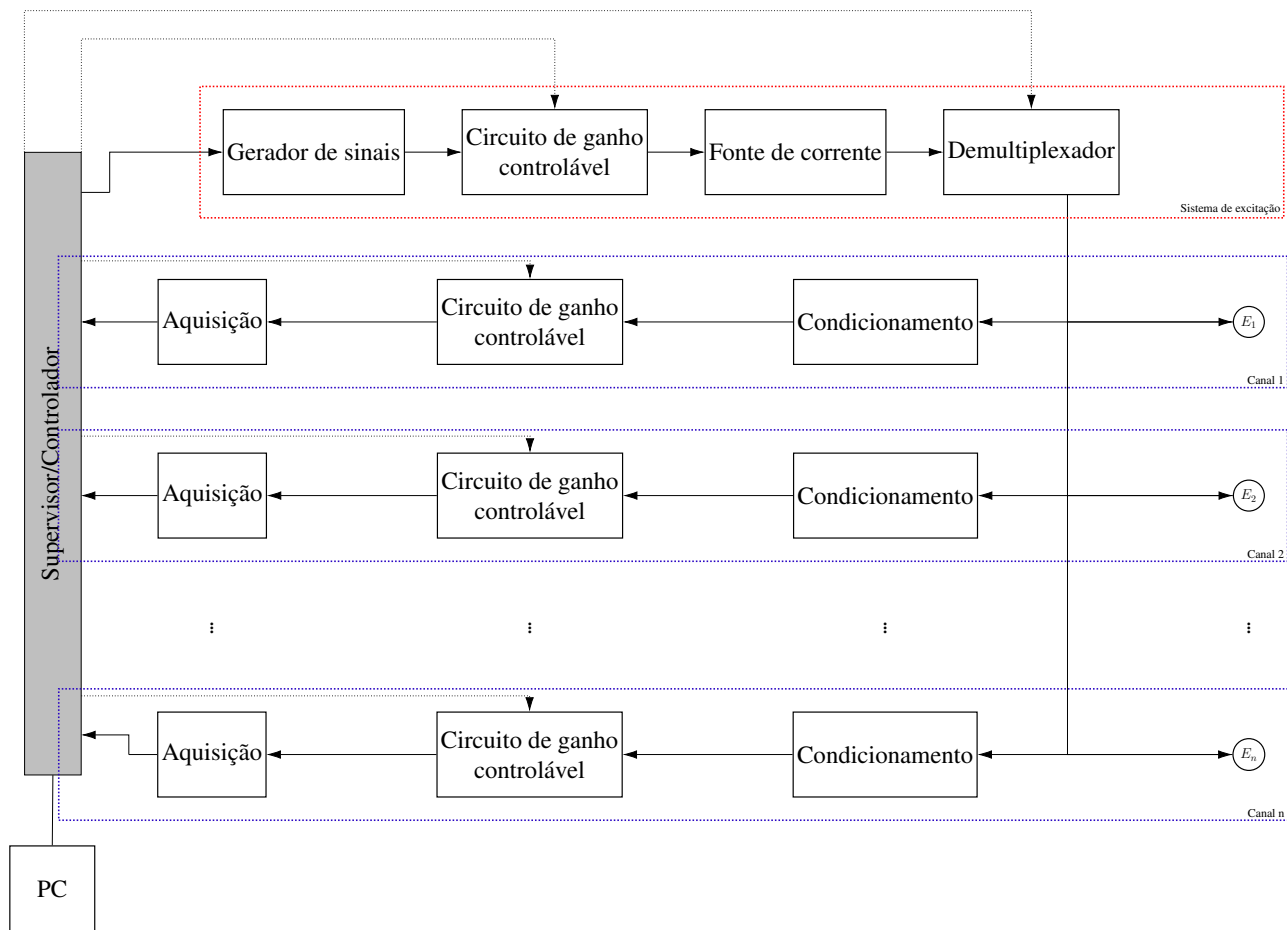 Gerador de sinais
Circuito de ganho
controlável
Fonte de corrente
Demultiplexador
Sistema de excitação
Supervisor/Controlador
Aquisição
Circuito de ganho
controlável
Condicionamento
E1
Canal 1
Aquisição
Circuito de ganho
controlável
Condicionamento
E2
Canal 2
Aquisição
Circuito de ganho
controlável
Condicionamento
En
Canal n
PC